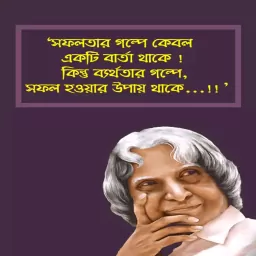 ‘সফলতার গল্পে কেবল
একটি বার্তা থাকে !
কিন্তু ব্যর্থতার গল্পে,
সফল হওয়ার উপায় থাকে...!! ’